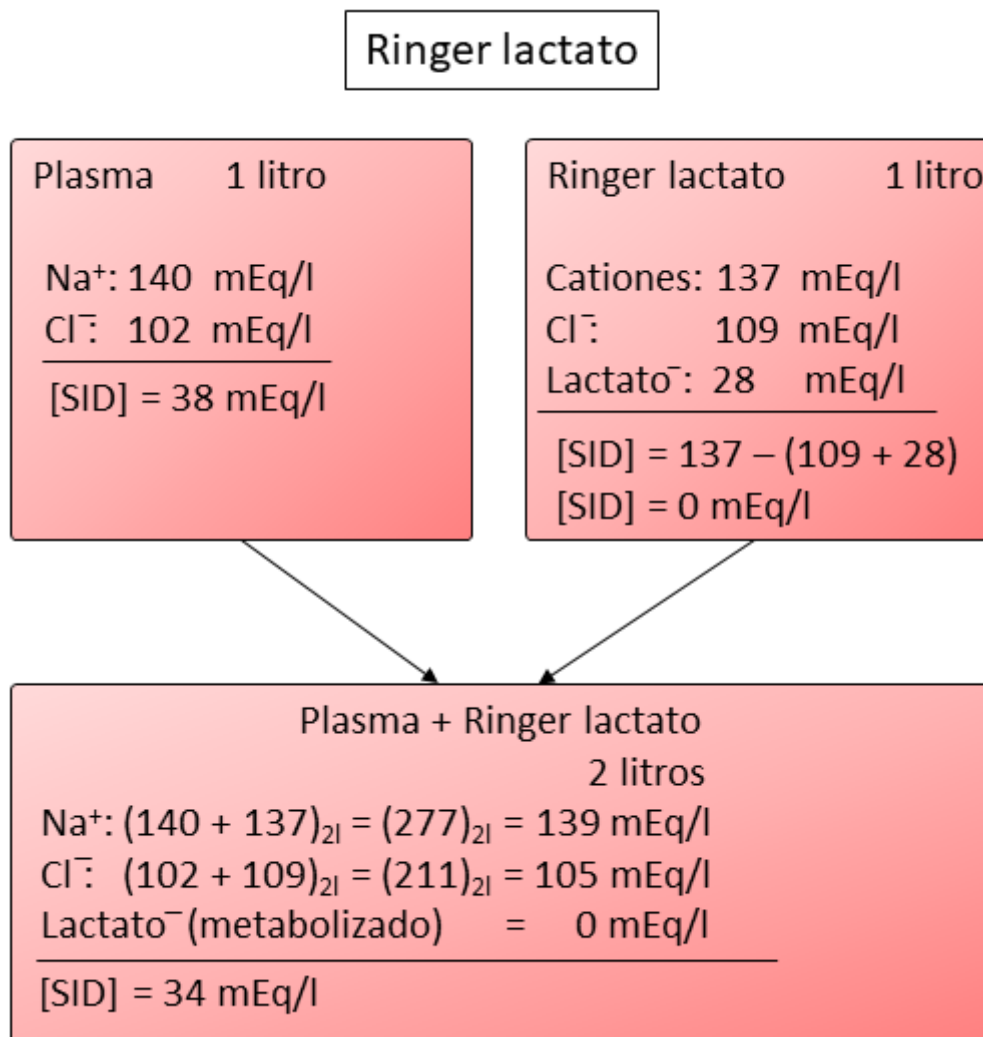 Ringer lactato
Plasma 1 litro
Na⁺: 140 mEq/l
Cl⁻: 102 mEq/l
[SID] = 38 mEq/l
Ringer lactato 1 litro
Cationes: 137 mEq/l
Cl⁻: 109 mEq/l
Lactato⁻: 28 mEq/l
[SID] = 137 – (109 + 28)
[SID] = 0 mEq/l
Plasma + Ringer lactato
2 litros
Na⁺: (140 + 137)₂ₗ = (277)₂ₗ = 139 mEq/l
Cl⁻: (102 + 109)₂ₗ = (211)₂ₗ = 105 mEq/l
Lactato⁻ (metabolizado) = 0 mEq/l
[SID] = 34 mEq/l